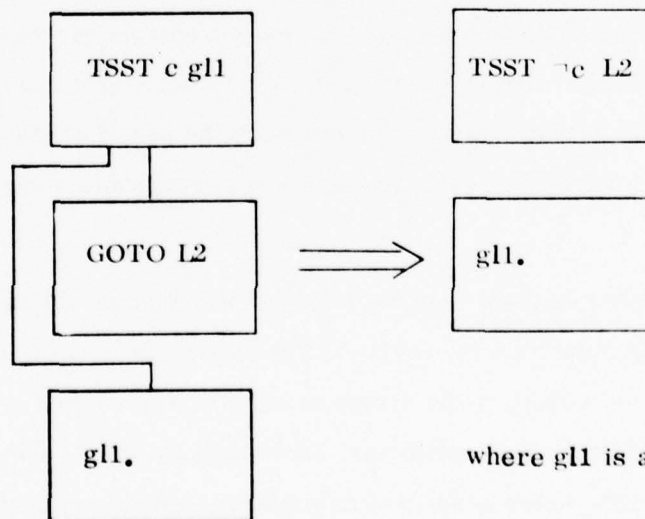 TSST c gl1
TSST ¬c L2
GOTO L2
gl1.
gl1.
where gl1 is a